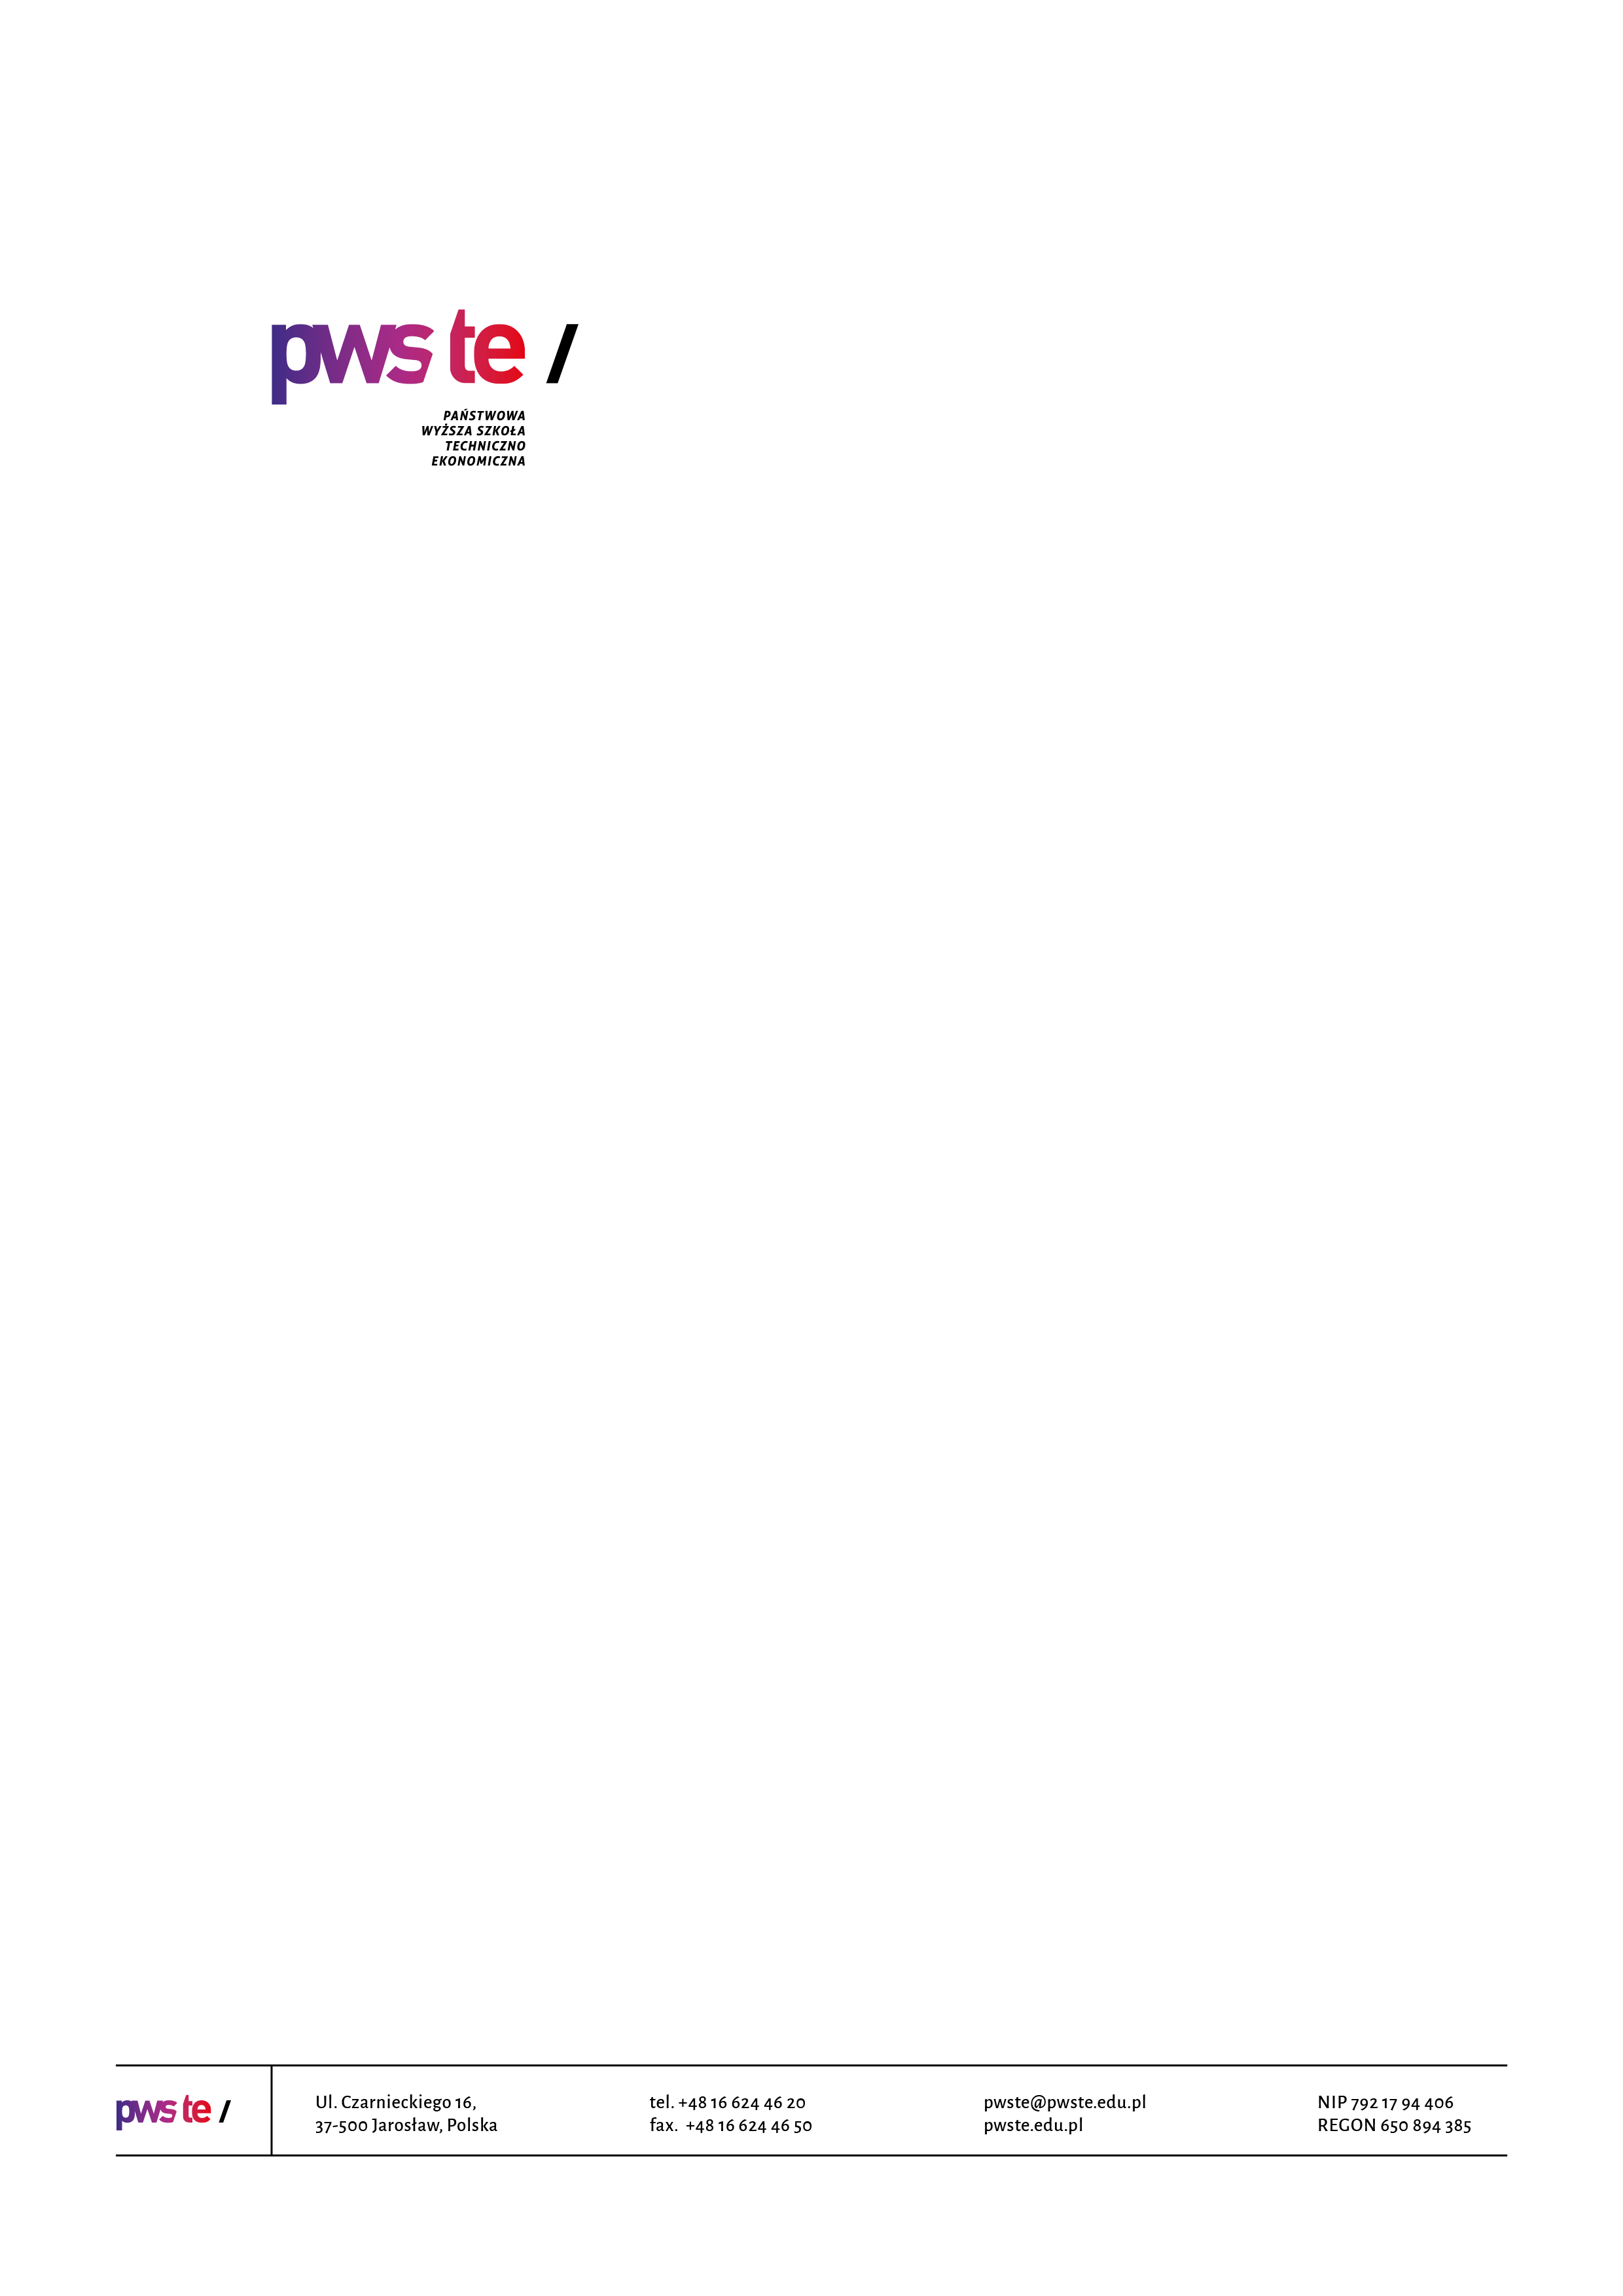 pwste /
PAŃSTWOWA
WYŻSZA SZKOŁA
TECHNICZNO
EKONOMICZNA
pwste /
Ul. Czarnieckiego 16,
37-500 Jarosław, Polska
tel. +48 16 624 46 20
fax. +48 16 624 46 50
pwste@pwste.edu.pl
pwste.edu.pl
NIP 792 17 94 406
REGON 650 894 385